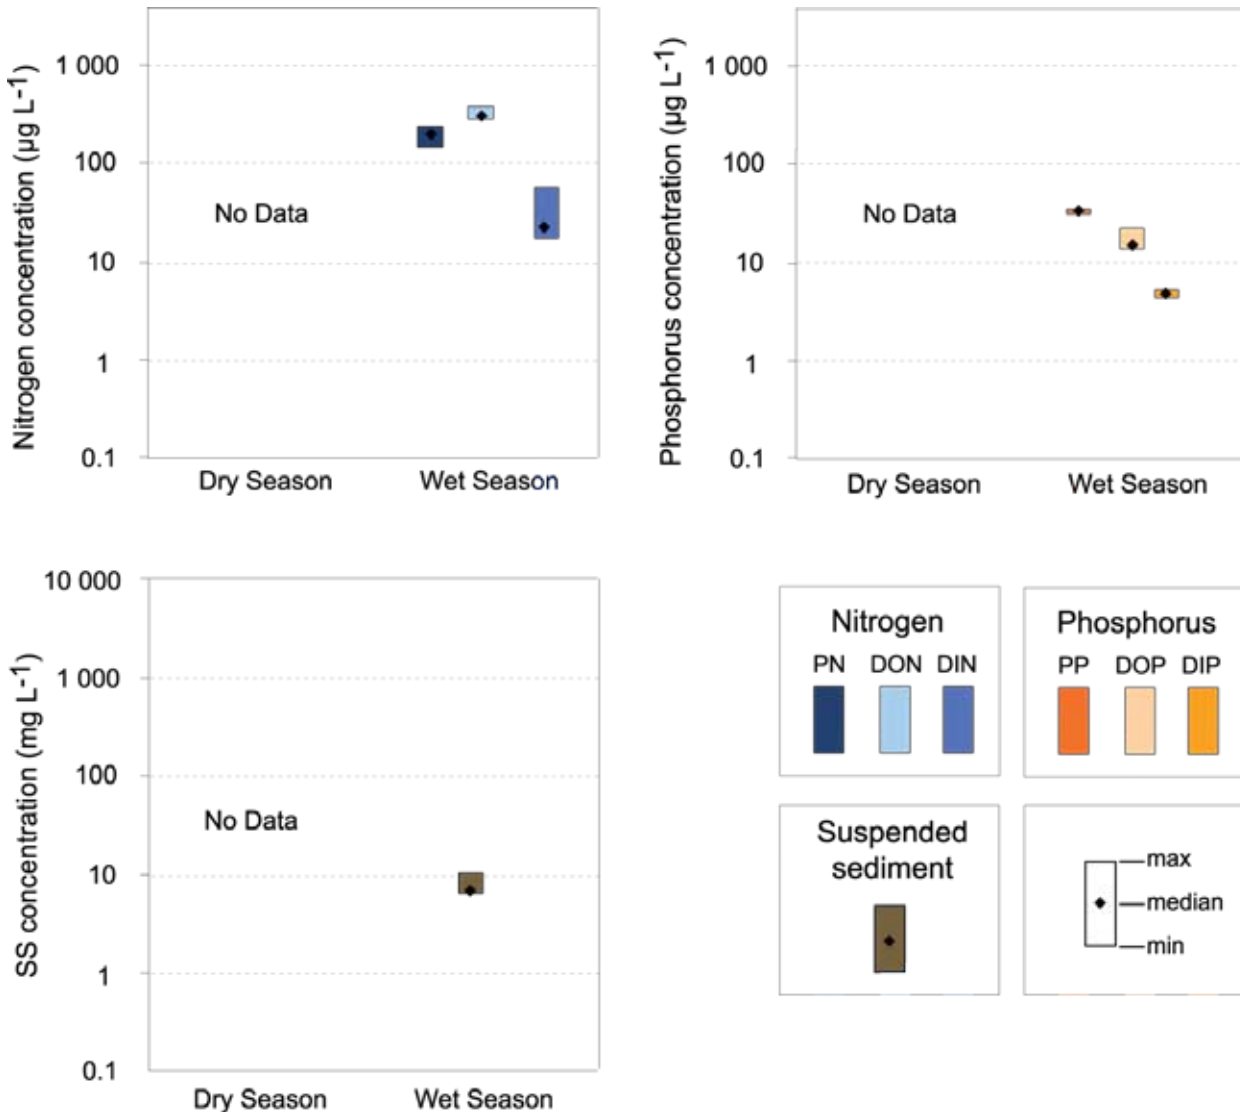 Nitrogen concentration (µg L-1)
1 000
100
10
1
0.1
No Data
Dry Season
Wet Season
Phosphorus concentration (µg L-1)
1 000
100
10
1
0.1
No Data
Dry Season
Wet Season
SS concentration (mg L-1)
10 000
1 000
100
10
1
0.1
No Data
Dry Season
Wet Season
Nitrogen
PN DON DIN
Phosphorus
PP DOP DIP
Suspended
sediment
max
median
min